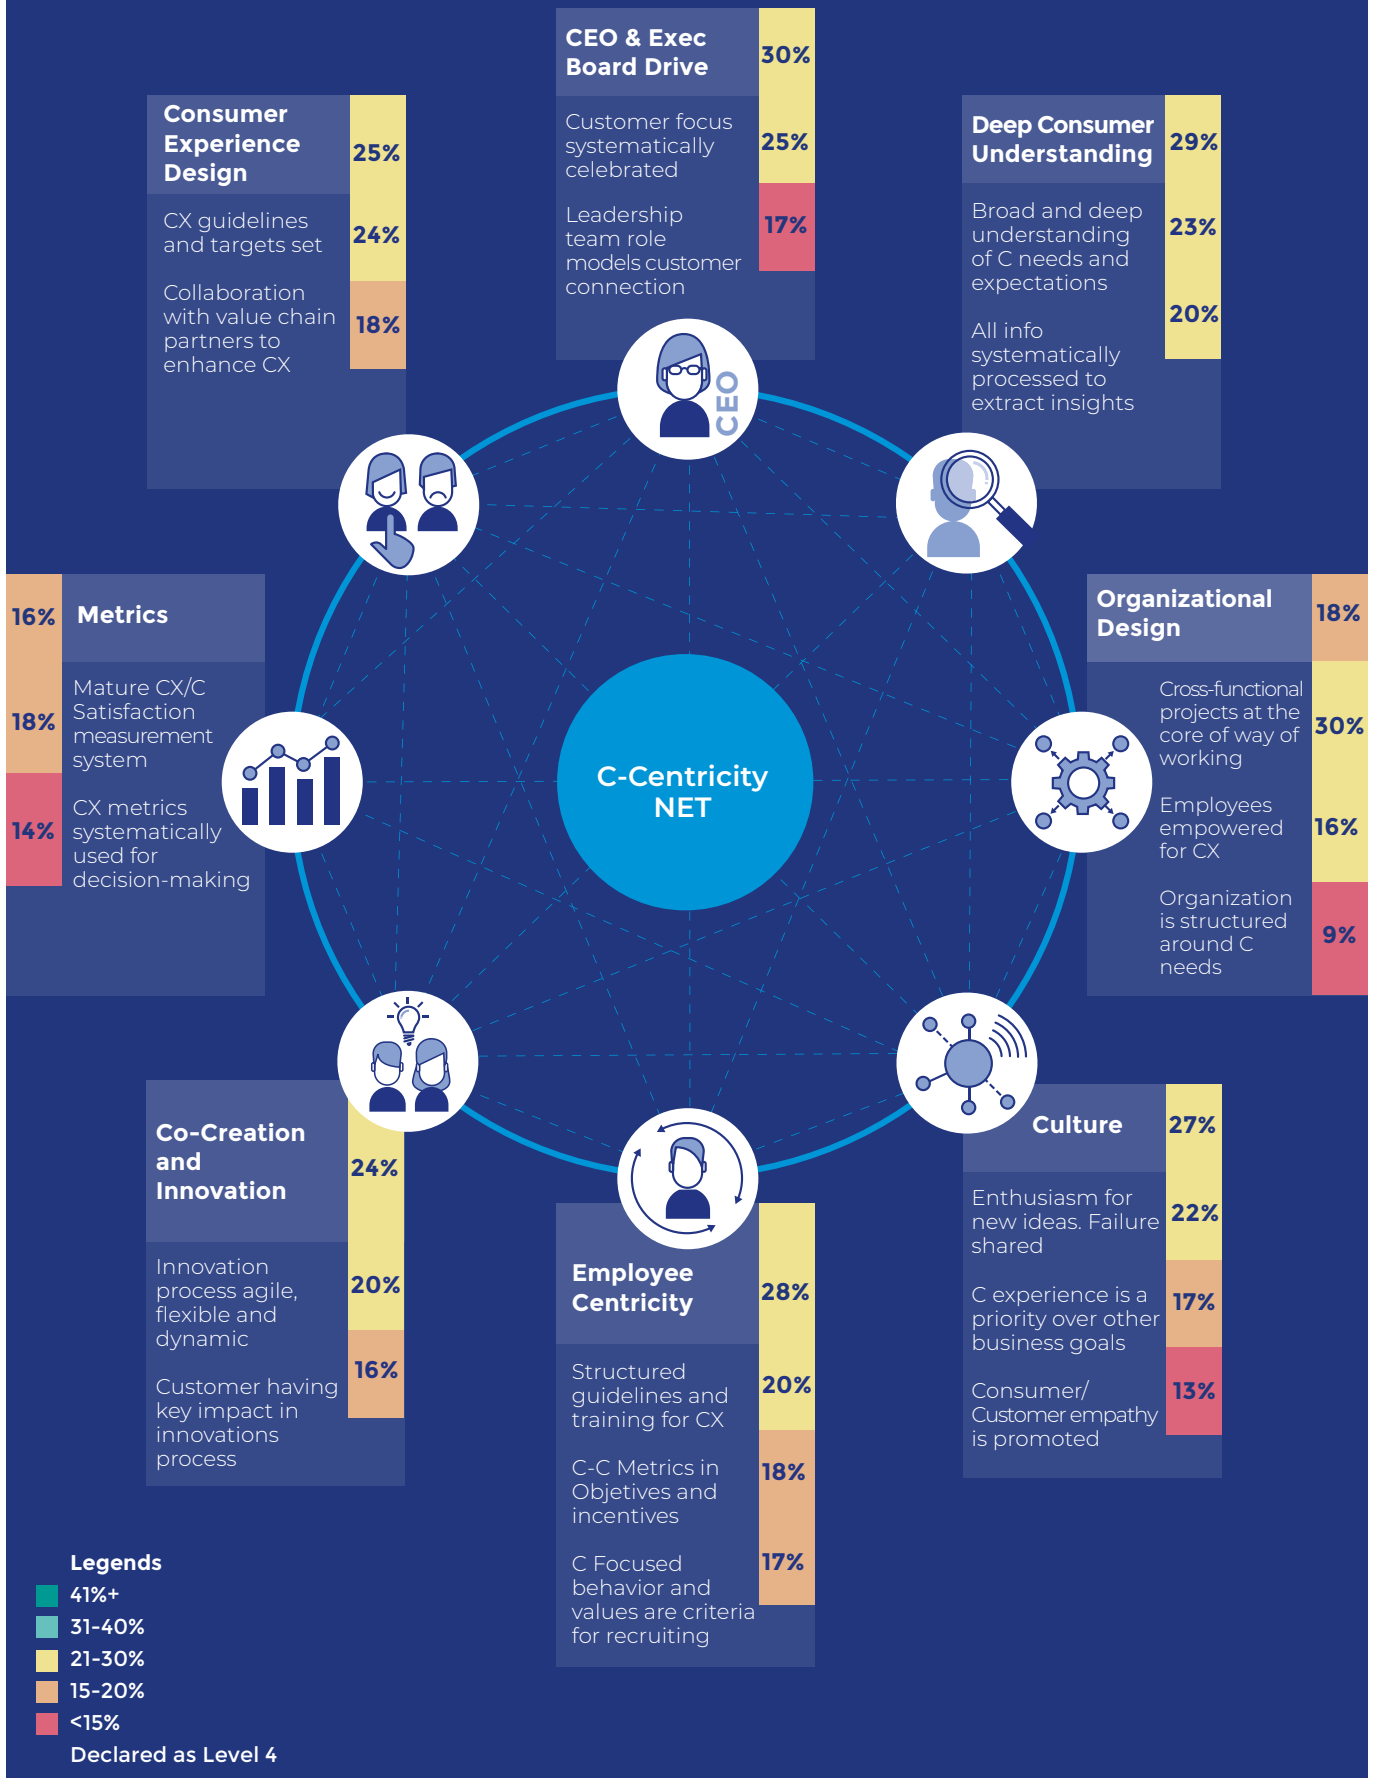 CEO & Exec
Board Drive
30%
Customer focus
systematically
celebrated
25%
Leadership
team role
models customer
connection
17%
Consumer
Experience
Design
25%
CX guidelines
and targets set
24%
Collaboration
with value chain
partners to
enhance CX
18%
Deep Consumer
Understanding
29%
Broad and deep
understanding
of C needs and
expectations
23%
All info
systematically
processed to
extract insights
20%
CEO
16%
Metrics
Mature CX/C
Satisfaction
measurement
system
18%
CX metrics
systematically
used for
decision-making
14%
C-Centricity
NET
Organizational
Design
18%
Cross-functional
projects at the
core of way of
working
30%
Employees
empowered
for CX
16%
Organization
is structured
around C
needs
9%
Co-Creation
and
Innovation
24%
Innovation
process agile,
flexible and
dynamic
20%
Customer having
key impact in
innovations
process
16%
Employee
Centricity
28%
Structured
guidelines and
training for CX
20%
C-C Metrics in
Objetives and
incentives
18%
C Focused
behavior and
values are criteria
for recruiting
17%
Culture
27%
Enthusiasm for
new ideas. Failure
shared
22%
C experience is a
priority over other
business goals
17%
Consumer/
Customer empathy
is promoted
13%
Legends
41%+
31-40%
21-30%
15-20%
<15%
Declared as Level 4